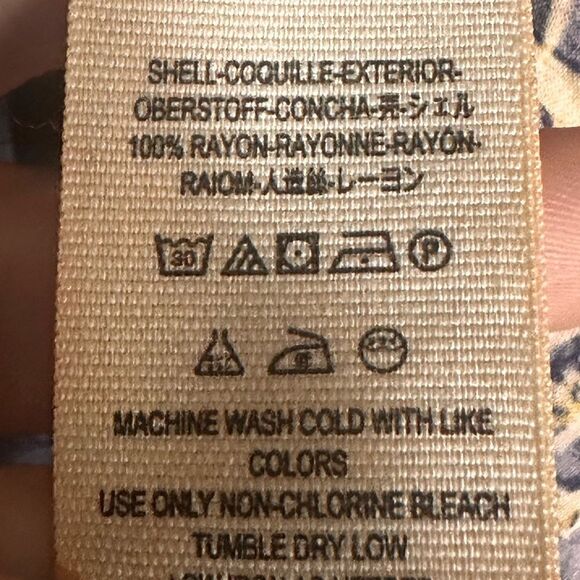 SHELL-COQUILLE-EXTERIOR-
OBERSTOFF-CONCHA-売-シェル
100% RAYON-RAYONNE-RAYON-
RAIOM-人造絲-レーヨン
30 P
MACHINE WASH COLD WITH LIKE
COLORS
USE ONLY NON-CHLORINE BLEACH
TUMBLE DRY LOW